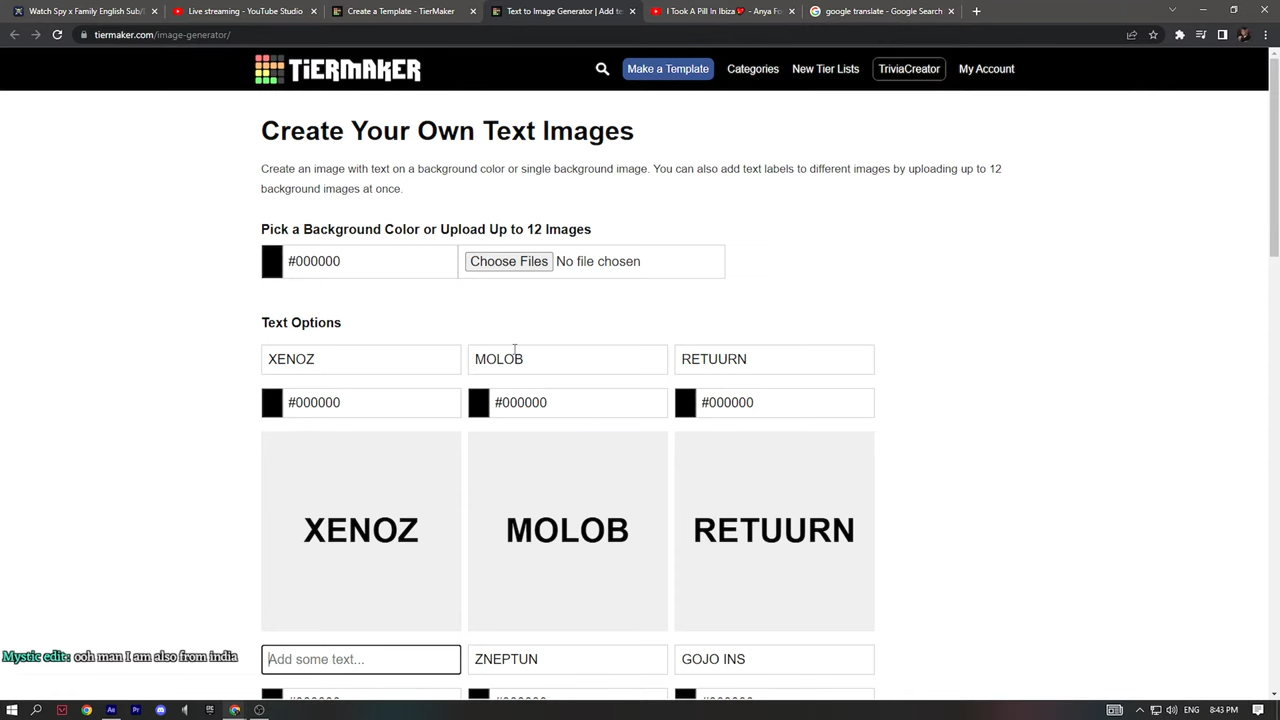 Watch Spy x Family English Sub/
Live streaming - YouTube Studio
Create a Template - TierMaker
Text to Image Generator | Add te
I Took A Pill In Ibiza - Anya Fo
google translate - Google Search
tiermaker.com/image-generator/
TiERMAKER
Make a Template
Categories
New Tier Lists
TriviaCreator
My Account
Create Your Own Text Images
Create an image with text on a background color or single background image. You can also add text labels to different images by uploading up to 12
background images at once.
Pick a Background Color or Upload Up to 12 Images
#000000
Choose Files No file chosen
Text Options
XENOZ
MOLOB
RETUURN
#000000
#000000
#000000
XENOZ
MOLOB
RETUURN
Mystic edit: ooh man I am also from india
Add some text...
ZNEPTUN
GOJO INS
ENG
8:43 PM